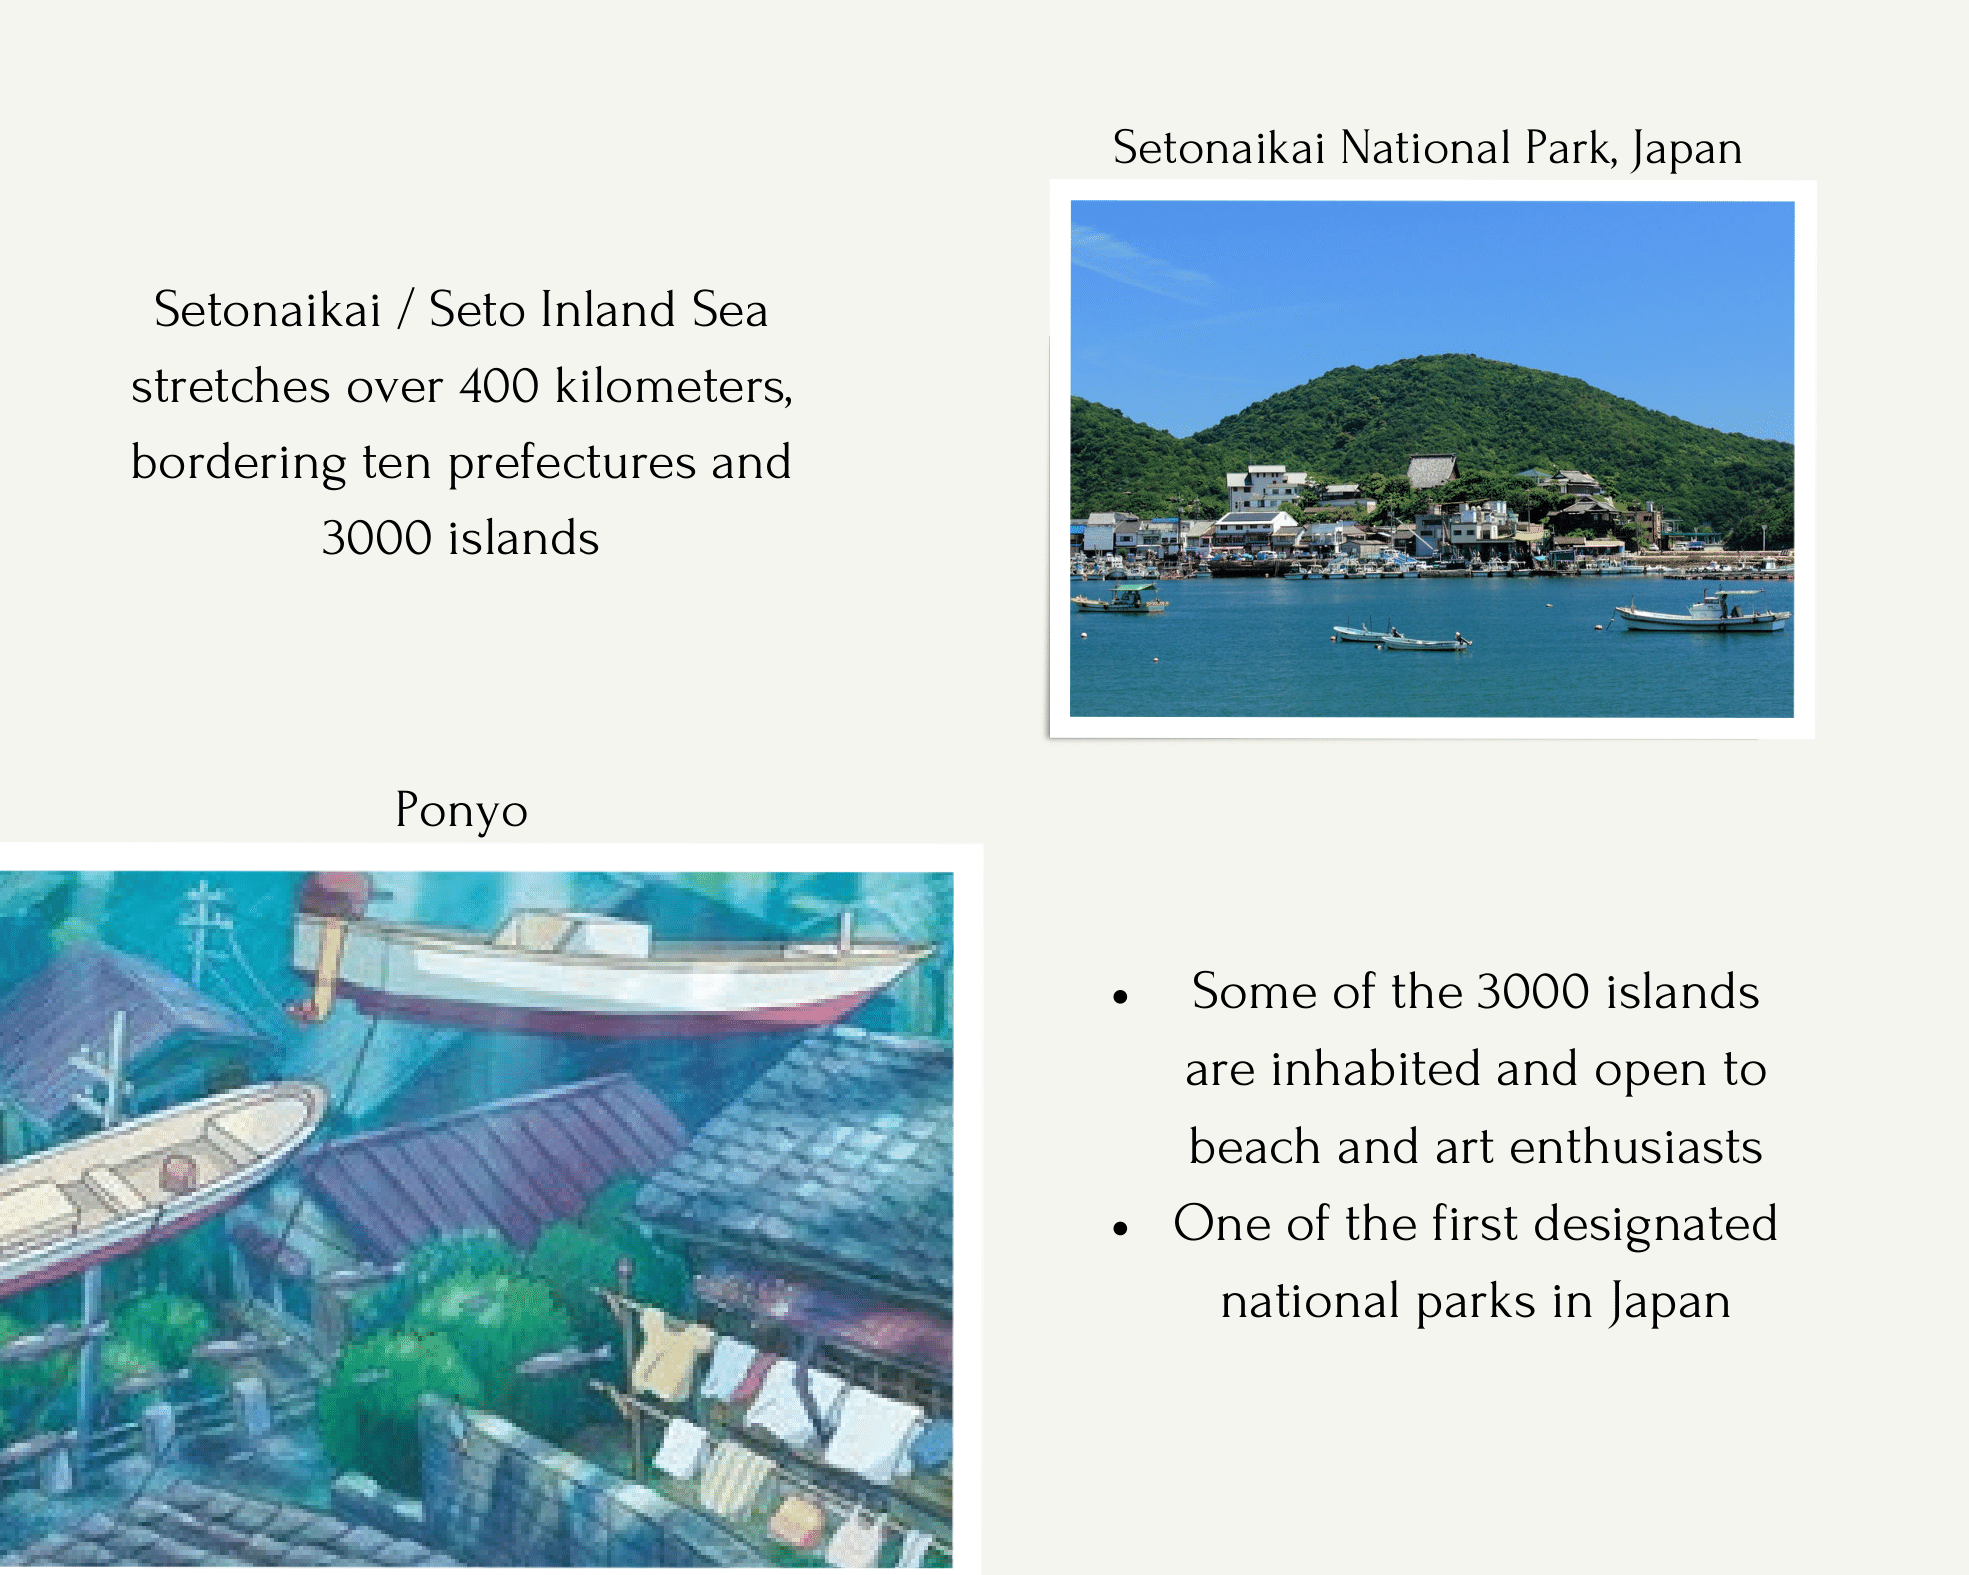 Setonaikai National Park, Japan
Setonaikai / Seto Inland Sea
stretches over 400 kilometers,
bordering ten prefectures and
3000 islands
Ponyo
• Some of the 3000 islands
are inhabited and open to
beach and art enthusiasts
• One of the first designated
national parks in Japan